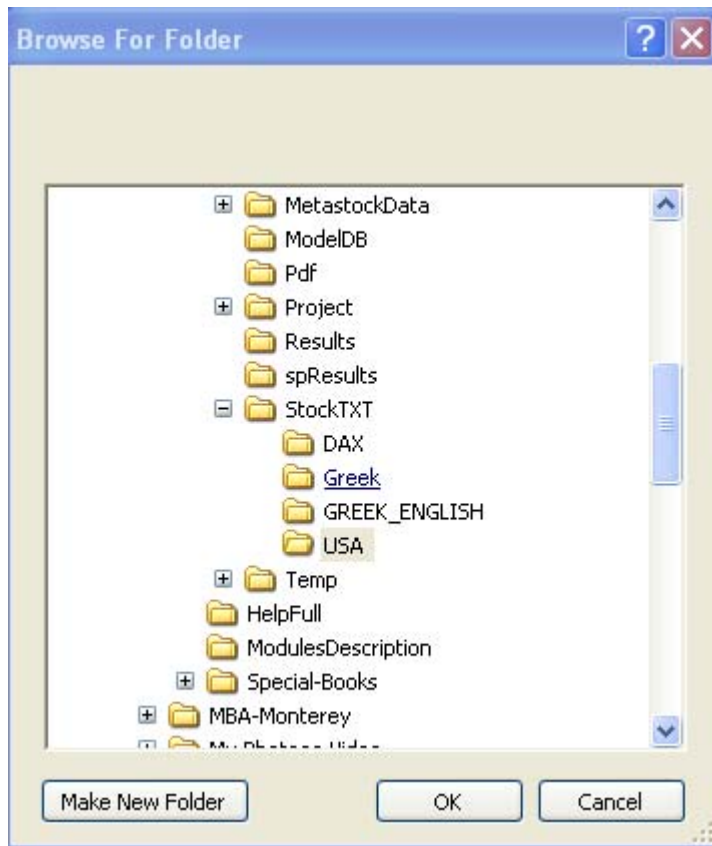 Browse For Folder
MetastockData
ModelDB
Pdf
Project
Results
spResults
StockTXT
DAX
Greek
GREEK_ENGLISH
USA
Temp
HelpFull
ModulesDescription
Special-Books
MBA-Monterey
Make New Folder
OK
Cancel